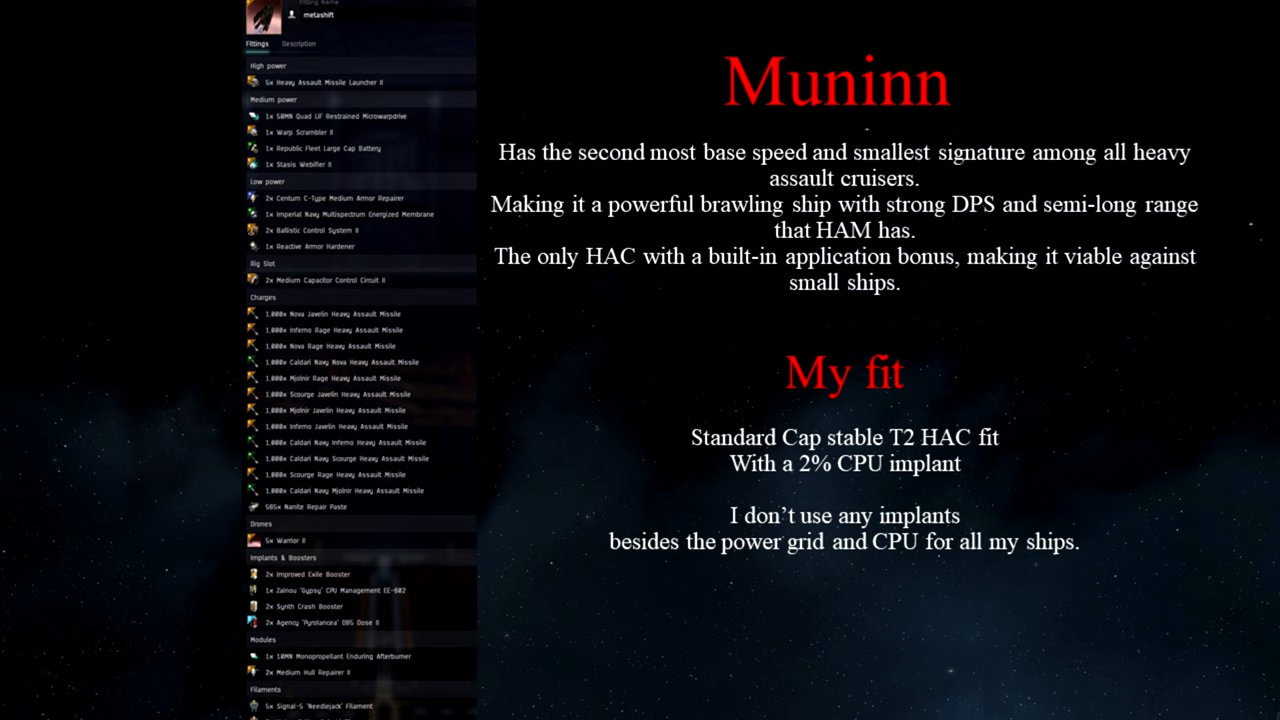 Fitting Name
metashift
Fittings Description
High power
5x Heavy Assault Missile Launcher II
Medium power
1x 50MN Quad LiF Restrained Microwarpdrive
1x Warp Scrambler II
1x Republic Fleet Large Cap Battery
1x Stasis Webifier II
Low power
2x Centum C-Type Medium Armor Repairer
1x Imperial Navy Multispectrum Energized Membrane
2x Ballistic Control System II
1x Reactive Armor Hardener
Rig Slot
2x Medium Capacitor Control Circuit II
Charges
1,000x Nova Javelin Heavy Assault Missile
1,000x Inferno Rage Heavy Assault Missile
1,000x Nova Rage Heavy Assault Missile
1,000x Caldari Navy Nova Heavy Assault Missile
1,000x Mjolnir Rage Heavy Assault Missile
1,000x Scourge Javelin Heavy Assault Missile
1,000x Mjolnir Javelin Heavy Assault Missile
1,000x Inferno Javelin Heavy Assault Missile
1,000x Caldari Navy Inferno Heavy Assault Missile
1,000x Caldari Navy Scourge Heavy Assault Missile
1,000x Scourge Rage Heavy Assault Missile
1,000x Caldari Navy Mjolnir Heavy Assault Missile
565x Nanite Repair Paste
Drones
5x Warrior II
Implants & Boosters
2x Improved Exile Booster
1x Zainou 'Gypsy' CPU Management EE-602
2x Synth Crash Booster
2x Agency 'Pyrolancea' DB5 Dose II
Modules
1x 10MN Monopropellant Enduring Afterburner
2x Medium Hull Repairer II
Filaments
5x Signal-5 'Needlejack' Filament
Muninn
Has the second most base speed and smallest signature among all heavy
assault cruisers.
Making it a powerful brawling ship with strong DPS and semi-long range
that HAM has.
The only HAC with a built-in application bonus, making it viable against
small ships.
My fit
Standard Cap stable T2 HAC fit
With a 2% CPU implant
I don’t use any implants
besides the power grid and CPU for all my ships.